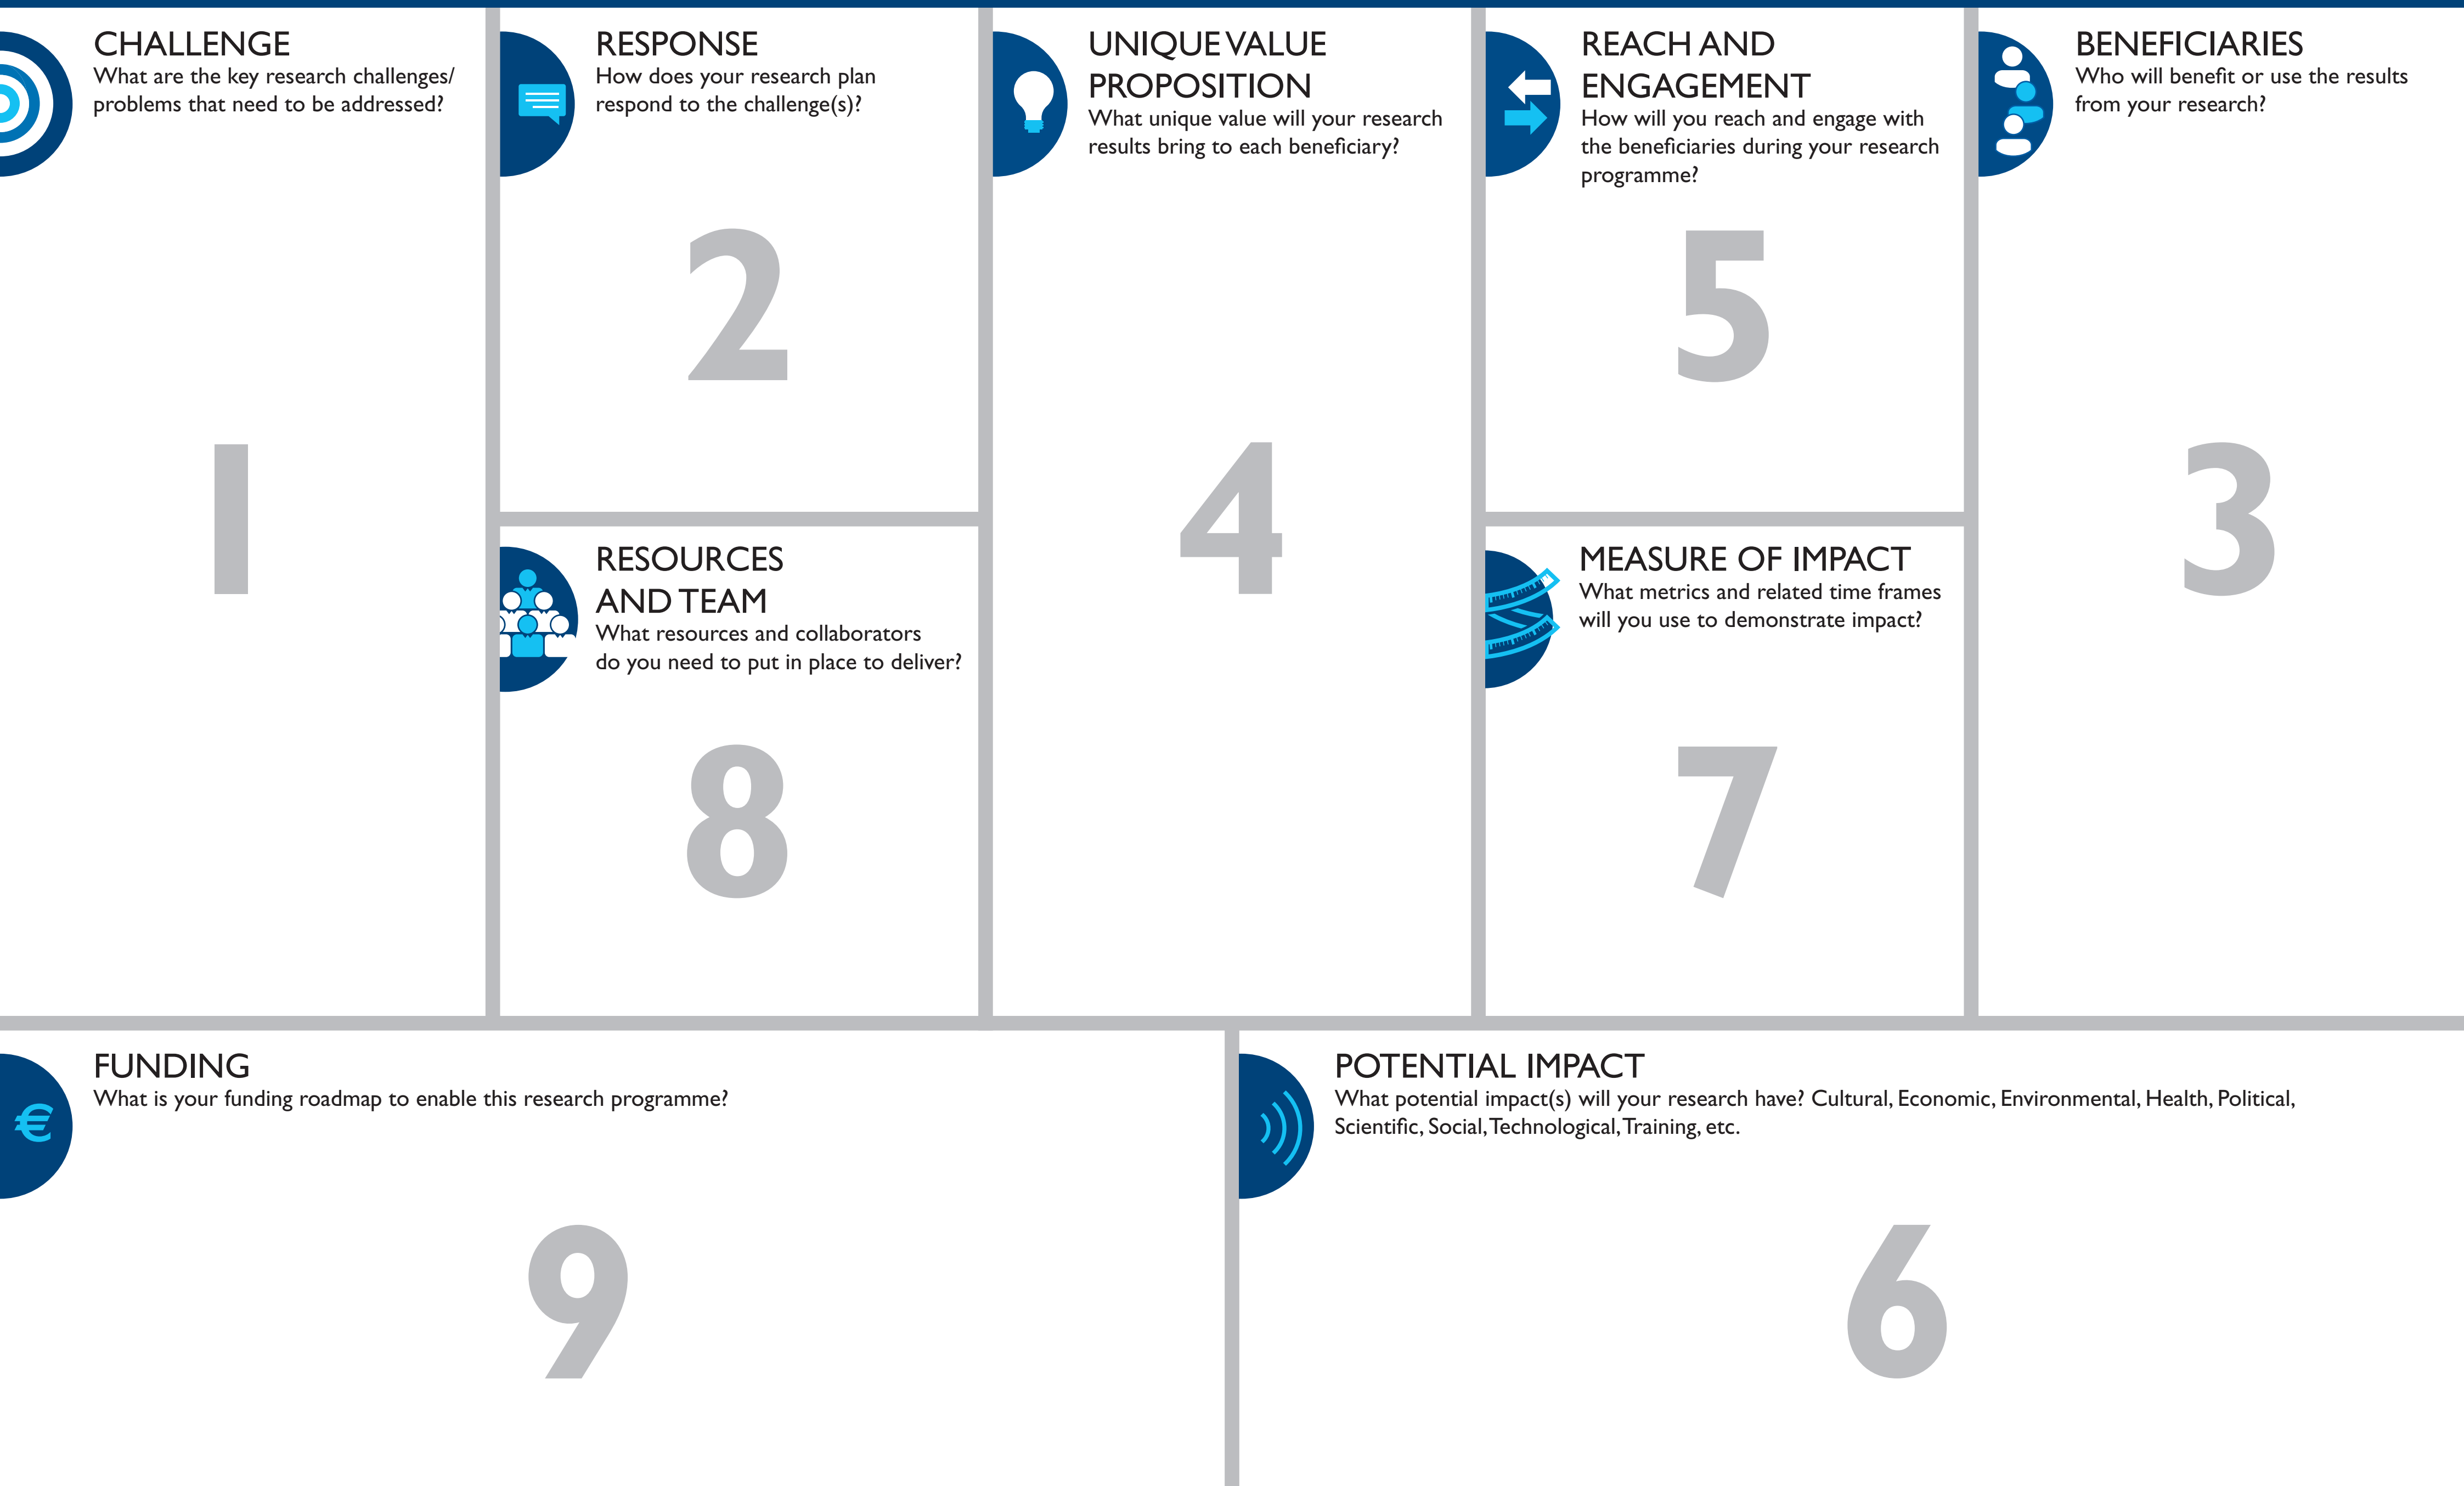 CHALLENGE
What are the key research challenges/
problems that need to be addressed?
1
RESPONSE
How does your research plan
respond to the challenge(s)?
2
RESOURCES
AND TEAM
What resources and collaborators
do you need to put in place to deliver?
8
UNIQUE VALUE
PROPOSITION
What unique value will your research
results bring to each beneficiary?
4
REACH AND
ENGAGEMENT
How will you reach and engage with
the beneficiaries during your research
programme?
5
MEASURE OF IMPACT
What metrics and related time frames
will you use to demonstrate impact?
7
BENEFICIARIES
Who will benefit or use the results
from your research?
3
€
FUNDING
What is your funding roadmap to enable this research programme?
9
POTENTIAL IMPACT
What potential impact(s) will your research have? Cultural, Economic, Environmental, Health, Political,
Scientific, Social, Technological, Training, etc.
6